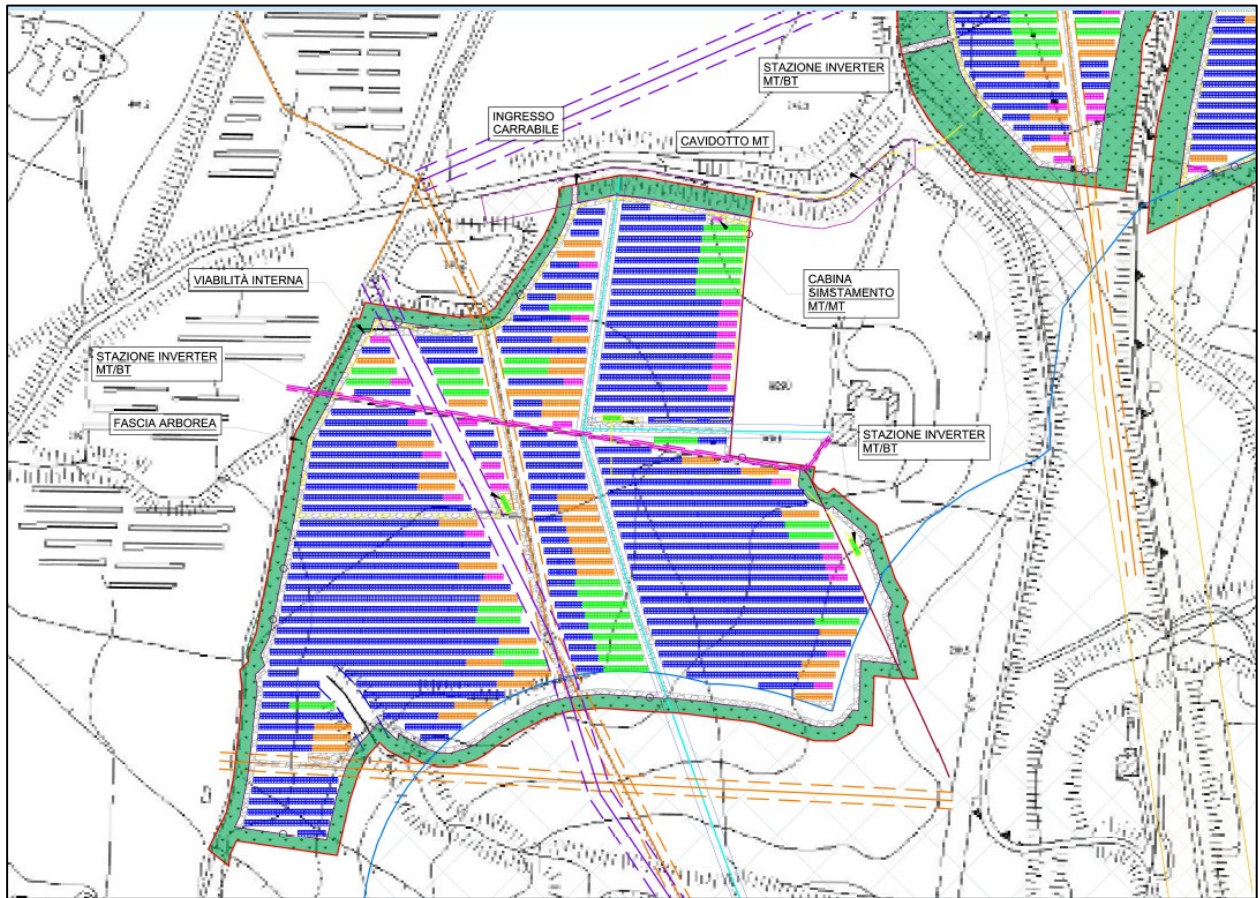 STAZIONE INVERTER
MT/BT
INGRESSO
CARRABILE
CAVIDOTTO MT
VIABILITÀ INTERNA
CABINA
SIMSTAMENTO
MT/MT
STAZIONE INVERTER
MT/BT
FASCIA ARBOREA
STAZIONE INVERTER
MT/BT